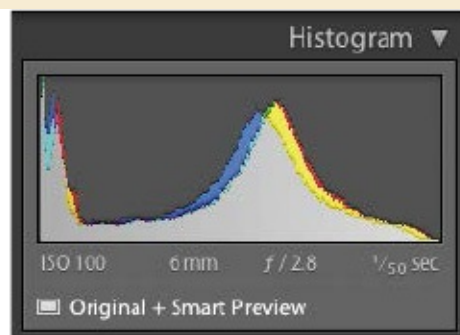 Histogram ▼
ISO 100 6 mm ƒ / 2.8 1/50 sec
Original + Smart Preview